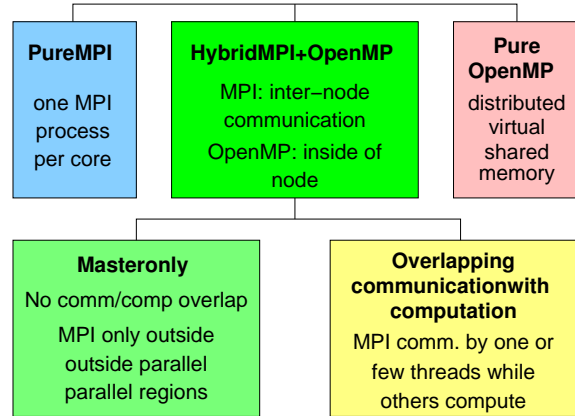 PureMPI
one MPI
process
per core
HybridMPI+OpenMP
MPI: inter−node
communication
OpenMP: inside of
node
Pure
OpenMP
distributed
virtual
shared
memory
Masteronly
No comm/comp overlap
MPI only outside
outside parallel
parallel regions
Overlapping
communicationwith
computation
MPI comm. by one or
few threads while
others compute